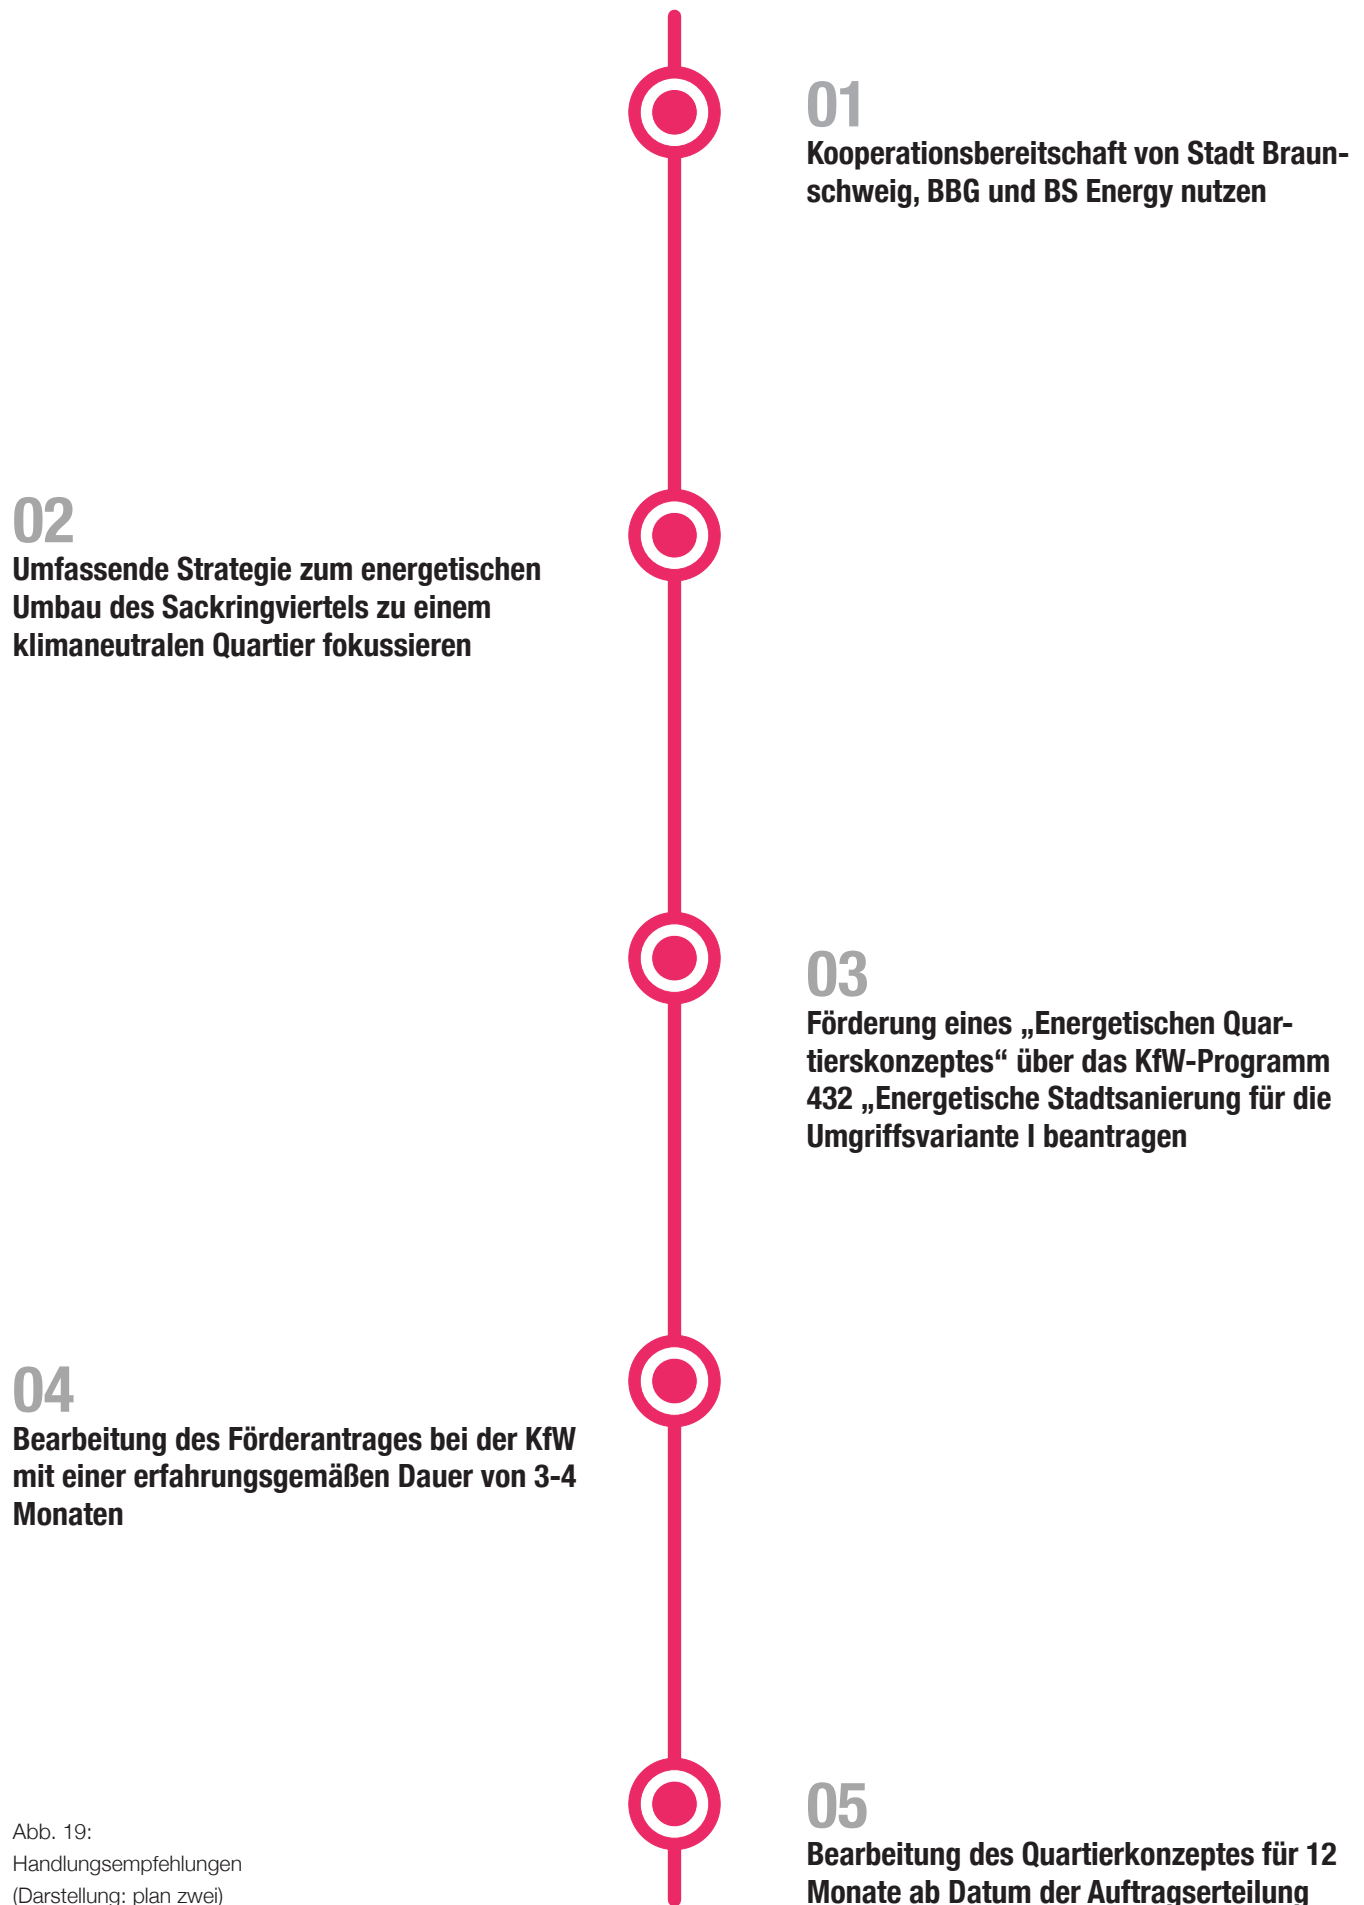 01
Kooperationsbereitschaft von Stadt Braun-
schweig, BBG und BS Energy nutzen
02
Umfassende Strategie zum energetischen
Umbau des Sackringviertels zu einem
klimaneutralen Quartier fokussieren
03
Förderung eines „Energetischen Quar-
tierskonzeptes“ über das KfW-Programm
432 „Energetische Stadtsanierung für die
Umgriffsvariante I beantragen
04
Bearbeitung des Förderantrages bei der KfW
mit einer erfahrungsgemäßen Dauer von 3-4
Monaten
05
Bearbeitung des Quartierkonzeptes für 12
Monate ab Datum der Auftragserteilung
Abb. 19:
Handlungsempfehlungen
(Darstellung: plan zwei)